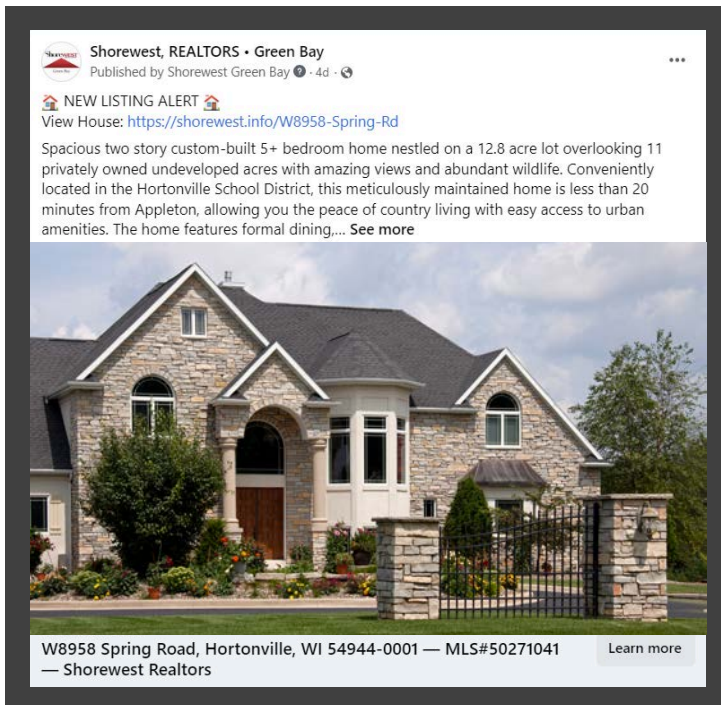 Shorewest
Green Bay
Shorewest, REALTORS • Green Bay
Published by Shorewest Green Bay · 4d ·
NEW LISTING ALERT
View House: https://shorewest.info/W8958-Spring-Rd
Spacious two story custom-built 5+ bedroom home nestled on a 12.8 acre lot overlooking 11
privately owned undeveloped acres with amazing views and abundant wildlife. Conveniently
located in the Hortonville School District, this meticulously maintained home is less than 20
minutes from Appleton, allowing you the peace of country living with easy access to urban
amenities. The home features formal dining,... See more
W8958 Spring Road, Hortonville, WI 54944-0001 — MLS#50271041
— Shorewest Realtors
Learn more